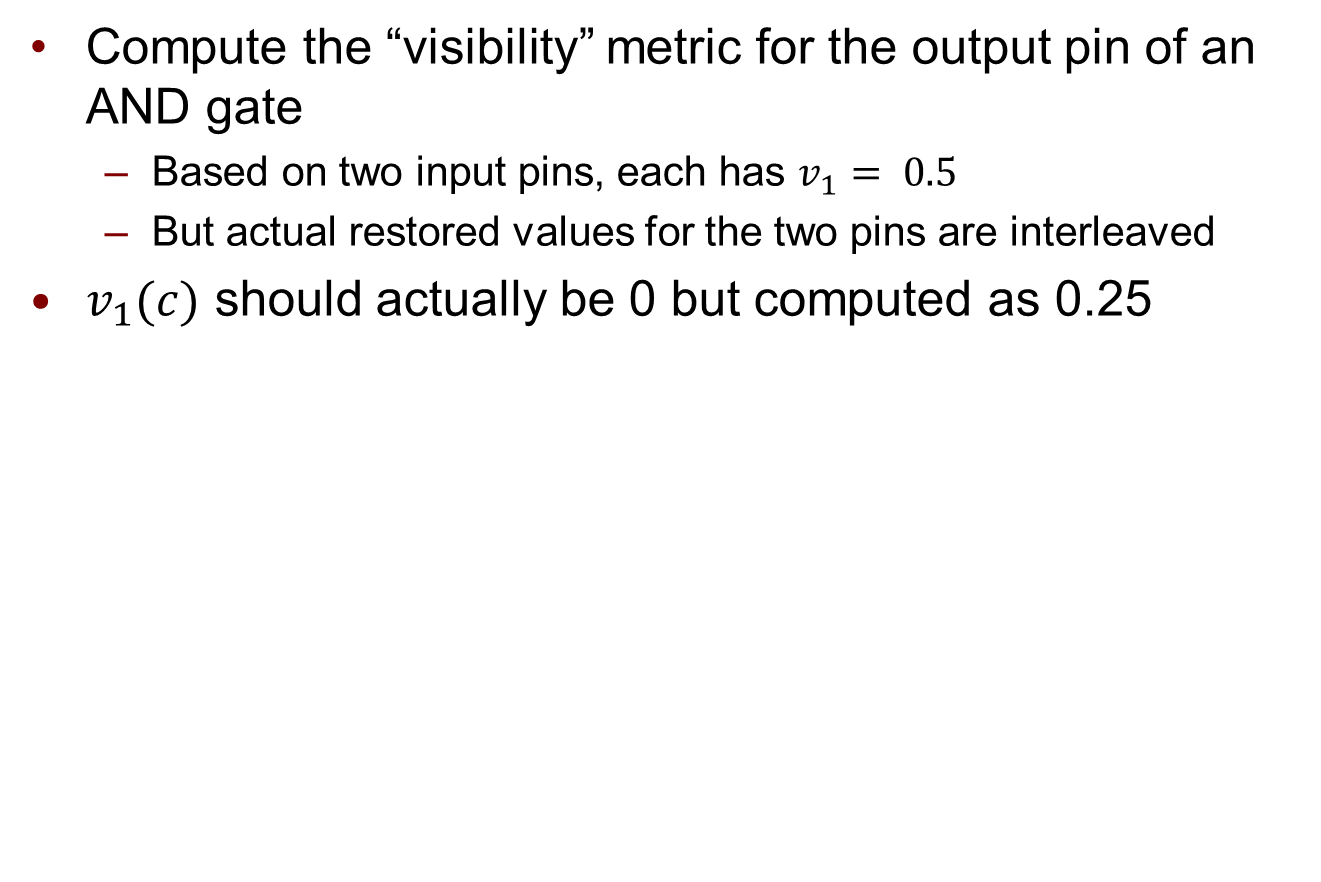 • Compute the “visibility” metric for the output pin of an
AND gate
– Based on two input pins, each has 𝑣₁ = 0.5
– But actual restored values for the two pins are interleaved
• 𝑣₁(𝑐) should actually be 0 but computed as 0.25